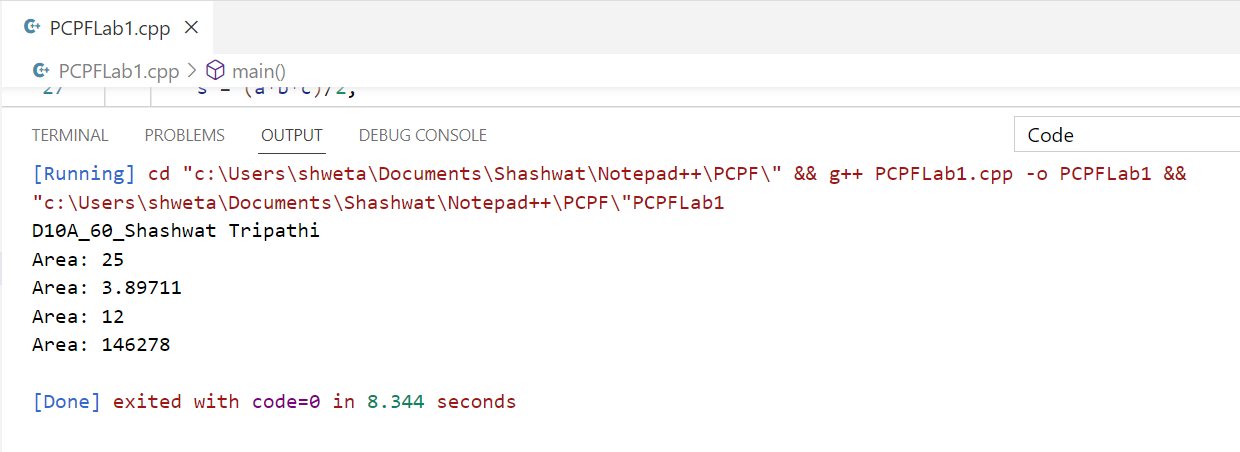 PCPFLab1.cpp
PCPFLab1.cpp > main()
27
TERMINAL PROBLEMS OUTPUT DEBUG CONSOLE Code
[Running] cd "c:\Users\shweta\Documents\Shashwat\Notepad++\PCPF\" && g++ PCPFLab1.cpp -o PCPFLab1 &&
"c:\Users\shweta\Documents\Shashwat\Notepad++\PCPF\"PCPFLab1
D10A_60_Shashwat Tripathi
Area: 25
Area: 3.89711
Area: 12
Area: 146278
[Done] exited with code=0 in 8.344 seconds